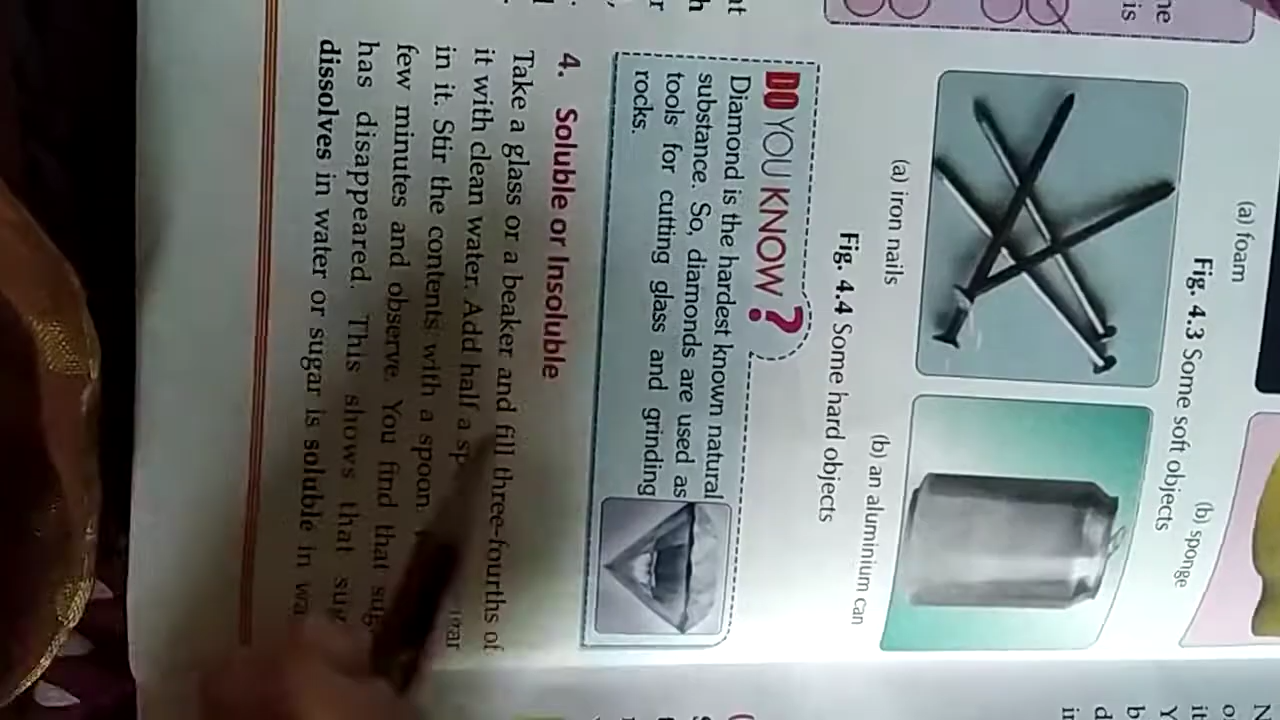 he
is
(a) foam
(b) sponge
Fig. 4.3 Some soft objects
(a) iron nails
(b) an aluminium can
Fig. 4.4 Some hard objects
DO YOU KNOW?
Diamond is the hardest known natural
substance. So, diamonds are used as
tools for cutting glass and grinding
rocks.
4. Soluble or Insoluble
Take a glass or a beaker and fill three-fourths of
it with clean water. Add half a
in it. Stir the contents with a spoon.
few minutes and observe. You find that
has disappeared. This shows that
dissolves in water or sugar is soluble in